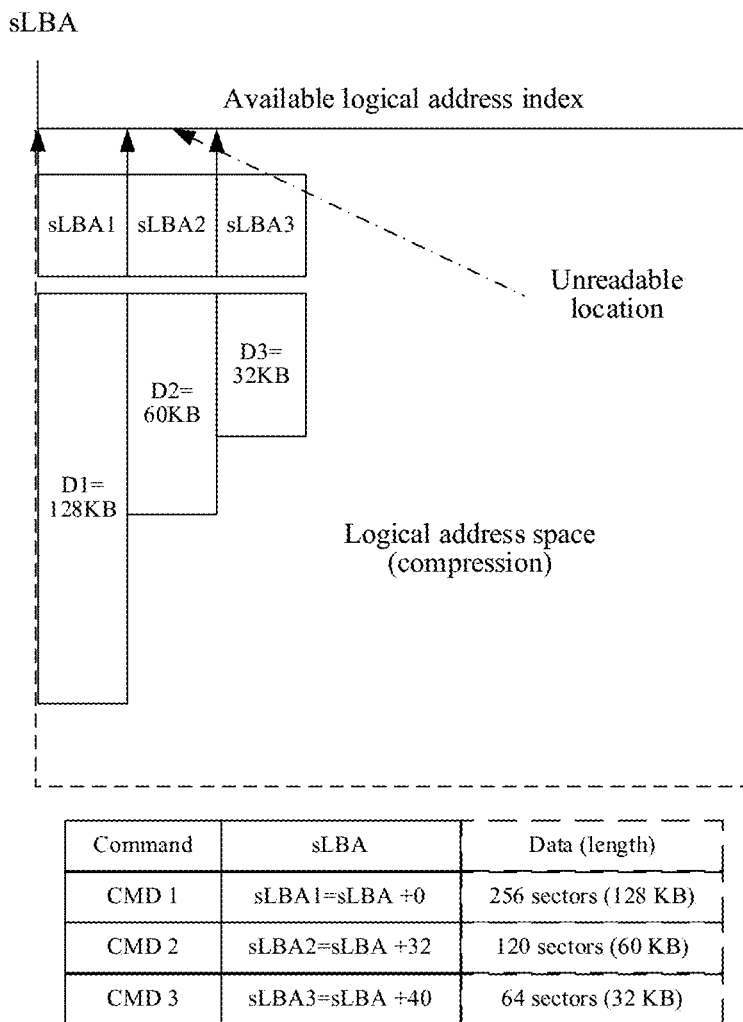 sLBA
Available logical address index
sLBA1 sLBA2 sLBA3
Unreadable
location
D3=
32KB
D2=
60KB
D1=
128KB
Logical address space
(compression)
Command sLBA Data (length)
CMD 1 sLBA1=sLBA +0 256 sectors (128 KB)
CMD 2 sLBA2=sLBA +32 120 sectors (60 KB)
CMD 3 sLBA3=sLBA +40 64 sectors (32 KB)